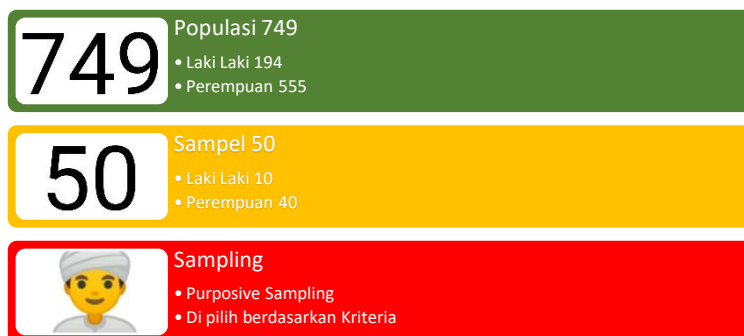 749
Populasi 749
• Laki Laki 194
• Perempuan 555
50
Sampel 50
• Laki Laki 10
• Perempuan 40
Sampling
• Purposive Sampling
• Di pilih berdasarkan Kriteria